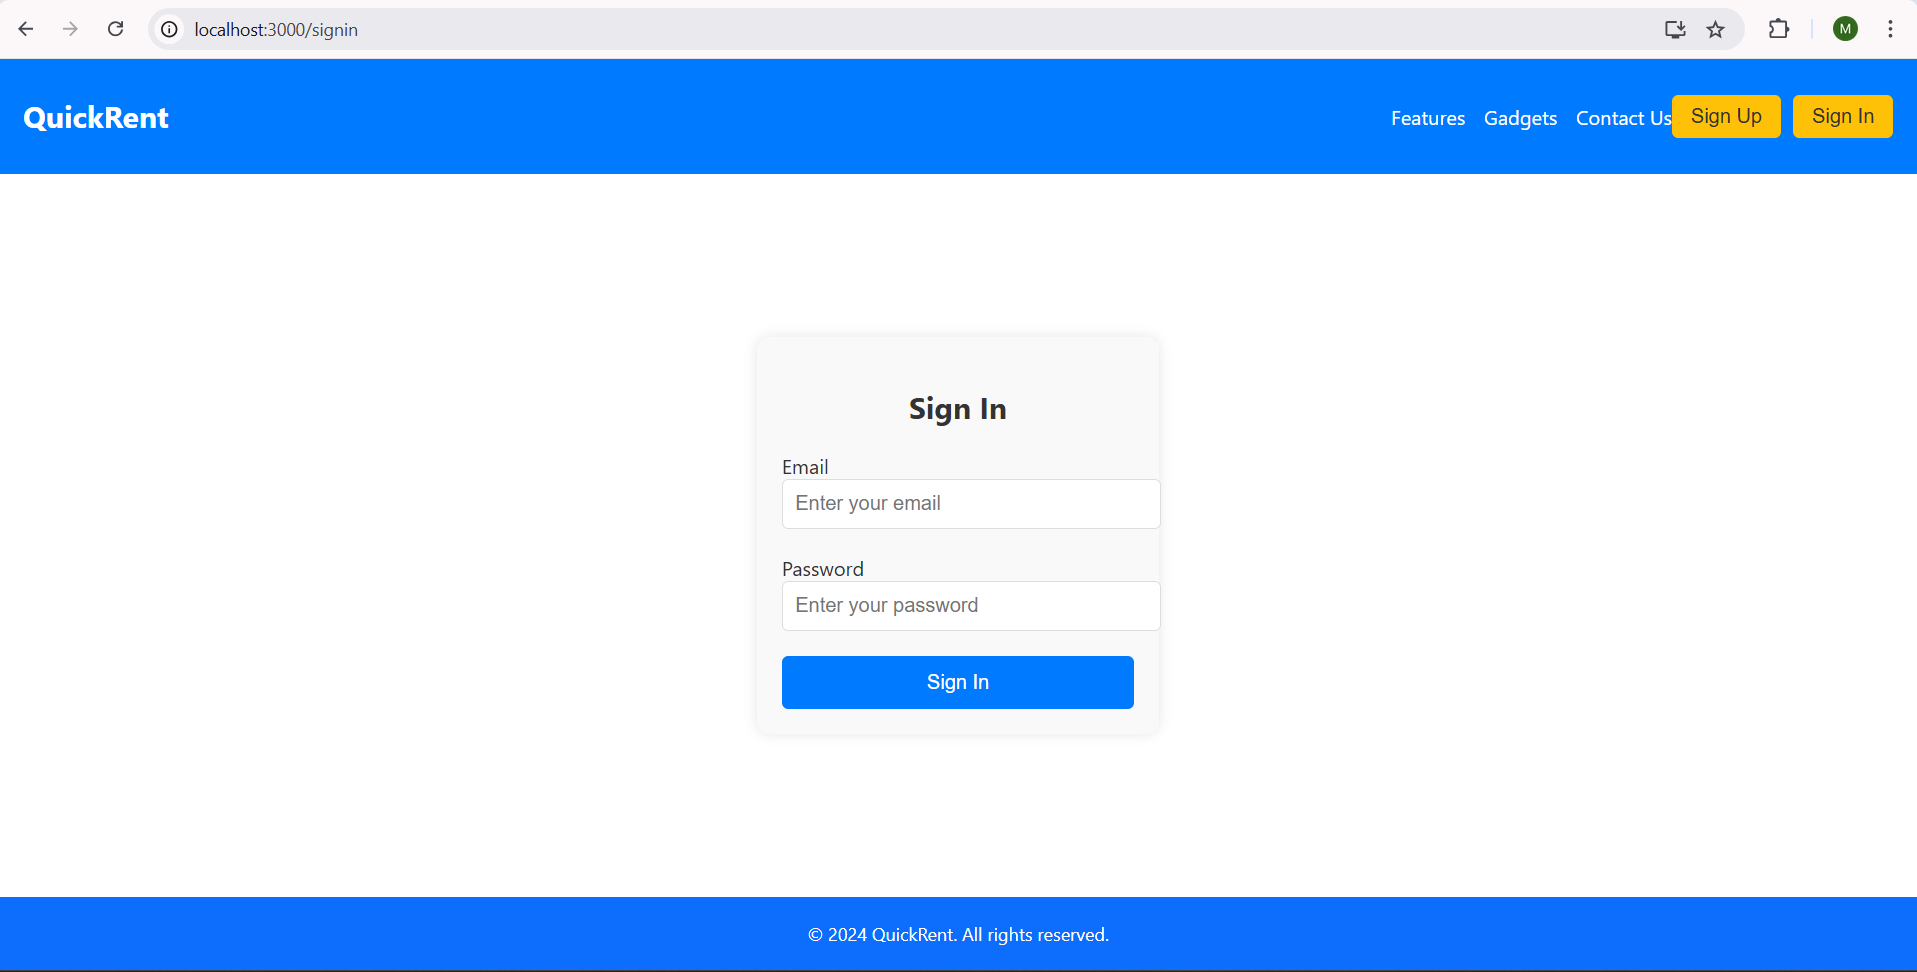 localhost:3000/signin
M
QuickRent
Features Gadgets Contact Us Sign Up Sign In
Sign In
Email
Enter your email
Password
Enter your password
Sign In
© 2024 QuickRent. All rights reserved.